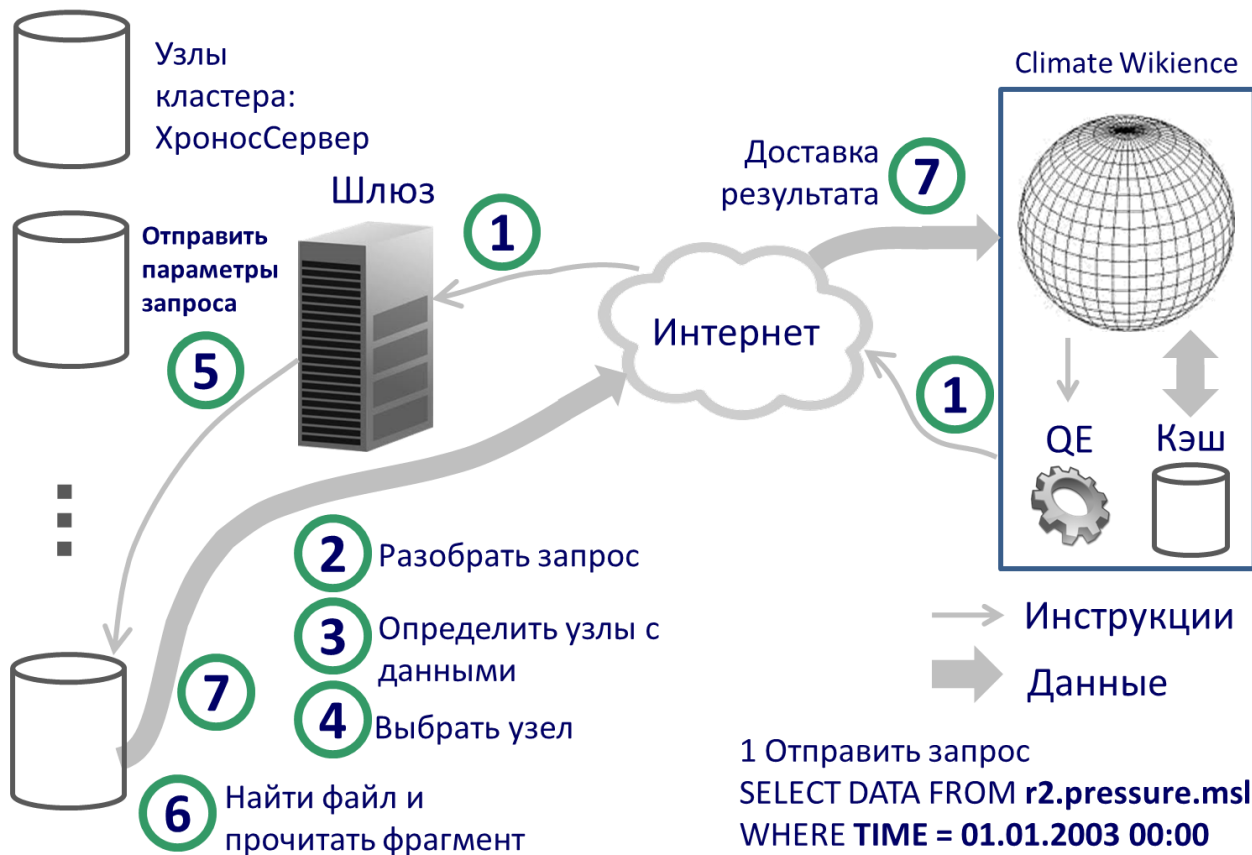 Узлы
кластера:
ХроносСервер
Climate Wikience
Шлюз
Доставка
результата
7
1
Отправить
параметры
запроса
5
Интернет
1
QE
Кэш
2
Разобрать запрос
3
Определить узлы с
данными
4
Выбрать узел
7
6
Найти файл и
прочитать фрагмент
Инструкции
Данные
1 Отправить запрос
SELECT DATA FROM r2.pressure.msl
WHERE TIME = 01.01.2003 00:00